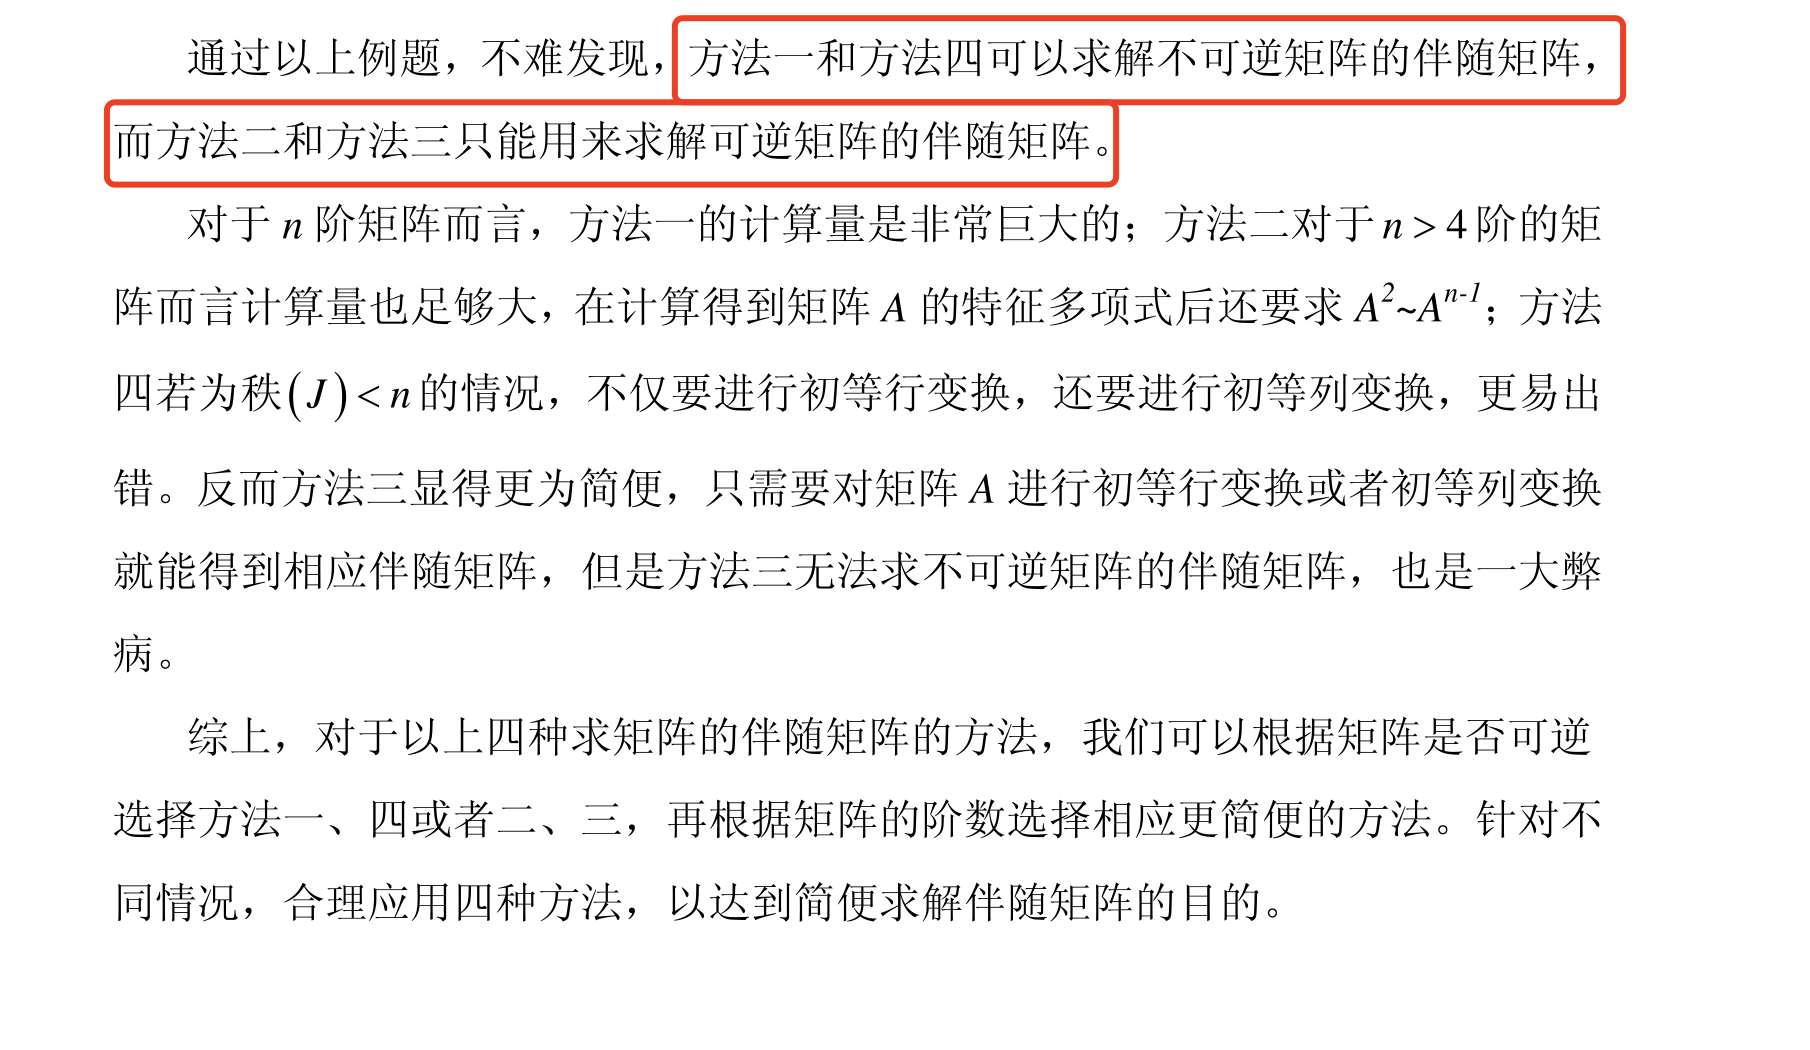 通过以上例题，不难发现，方法一和方法四可以求解不可逆矩阵的伴随矩阵，
而方法二和方法三只能用来求解可逆矩阵的伴随矩阵。
对于 n 阶矩阵而言，方法一的计算量是非常巨大的；方法二对于 n > 4 阶的矩
阵而言计算量也足够大，在计算得到矩阵 A 的特征多项式后还要求 A²~Aⁿ⁻¹；方法
四若为秩(J) < n 的情况，不仅要进行初等行变换，还要进行初等列变换，更易出
错。反而方法三显得更为简便，只需要对矩阵 A 进行初等行变换或者初等列变换
就能得到相应伴随矩阵，但是方法三无法求不可逆矩阵的伴随矩阵，也是一大弊
病。
综上，对于以上四种求矩阵的伴随矩阵的方法，我们可以根据矩阵是否可逆
选择方法一、四或者二、三，再根据矩阵的阶数选择相应更简便的方法。针对不
同情况，合理应用四种方法，以达到简便求解伴随矩阵的目的。